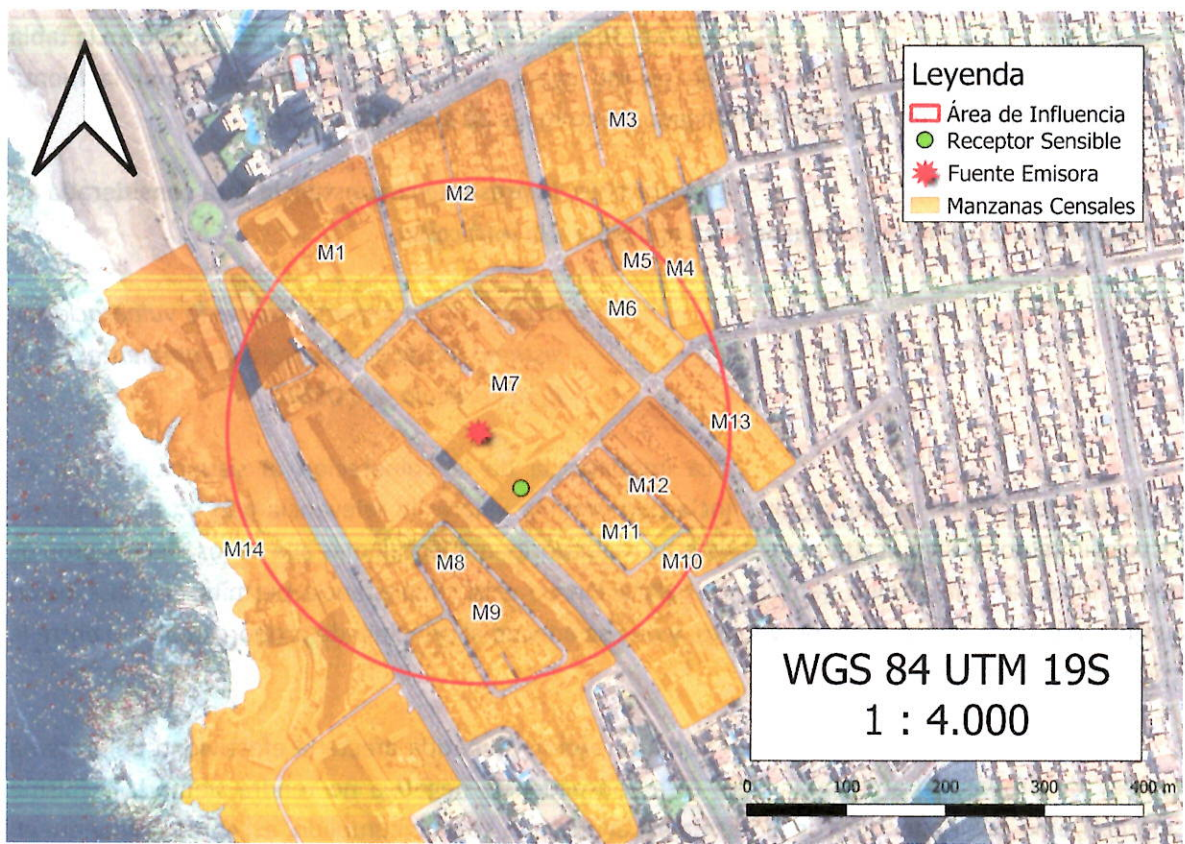 Leyenda
Área de Influencia
Receptor Sensible
Fuente Emisora
Manzanas Censales
M3
M2
M1
M5
M4
M6
M7
M13
M12
M11
M14
M8
M10
M9
WGS 84 UTM 19S
1 : 4.000
0 100 200 300 400 m